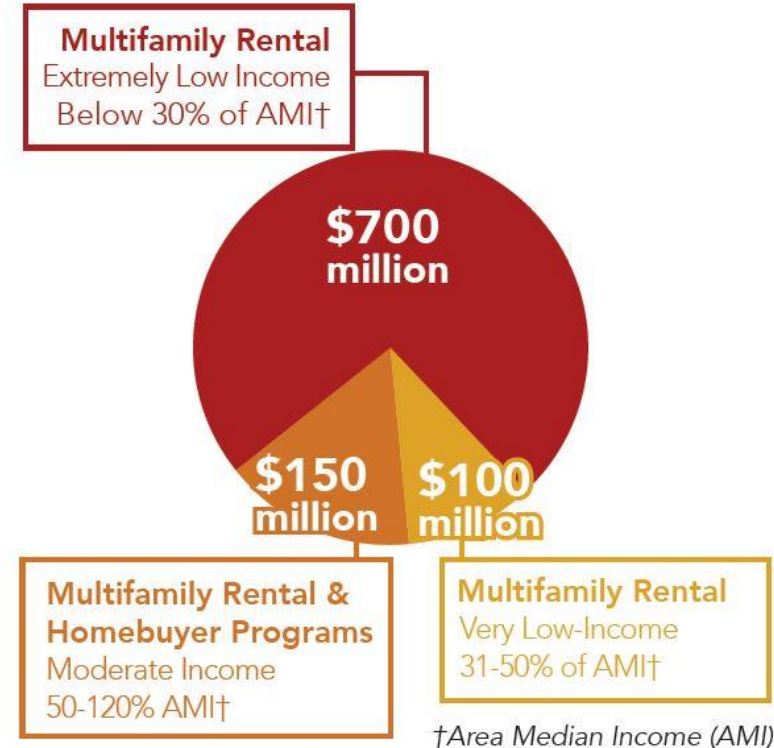 Multifamily Rental
Extremely Low Income
Below 30% of AMI†
$700
million
$150
million
$100
million
Multifamily Rental &
Homebuyer Programs
Moderate Income
50-120% AMI†
Multifamily Rental
Very Low-Income
31-50% of AMI†
†Area Median Income (AMI)